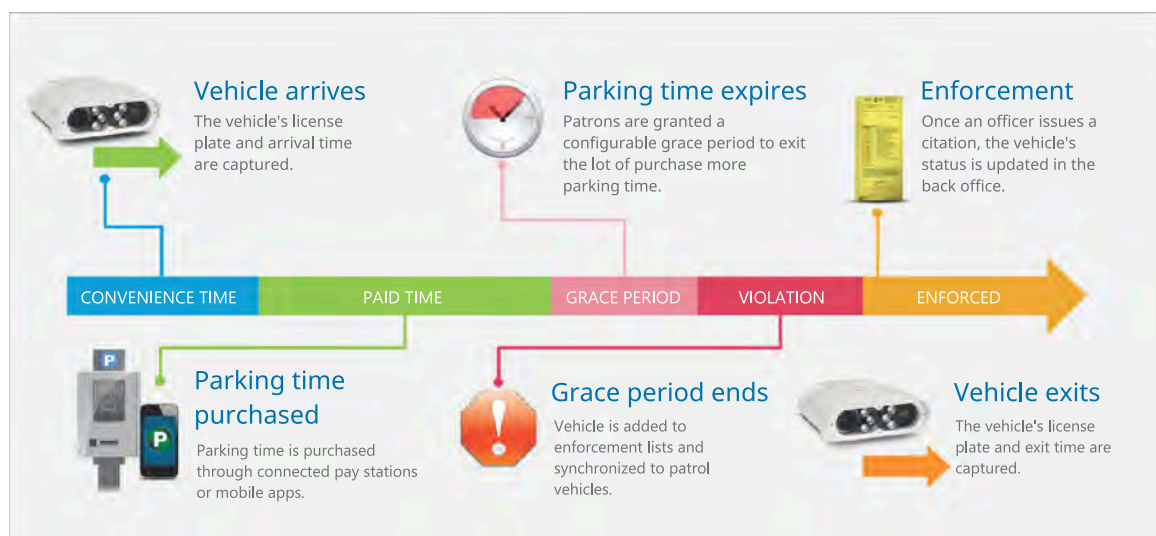 Vehicle arrives
The vehicle's license
plate and arrival time
are captured.
Parking time expires
Patrons are granted a
configurable grace period to exit
the lot of purchase more
parking time.
Enforcement
Once an officer issues a
citation, the vehicle's
status is updated in the
back office.
CONVENIENCE TIME
PAID TIME
GRACE PERIOD
VIOLATION
ENFORCED
P
P
Parking time
purchased
Parking time is purchased
through connected pay stations
or mobile apps.
Grace period ends
Vehicle is added to
enforcement lists and
synchronized to patrol
vehicles.
Vehicle exits
The vehicle's license
plate and exit time are
captured.